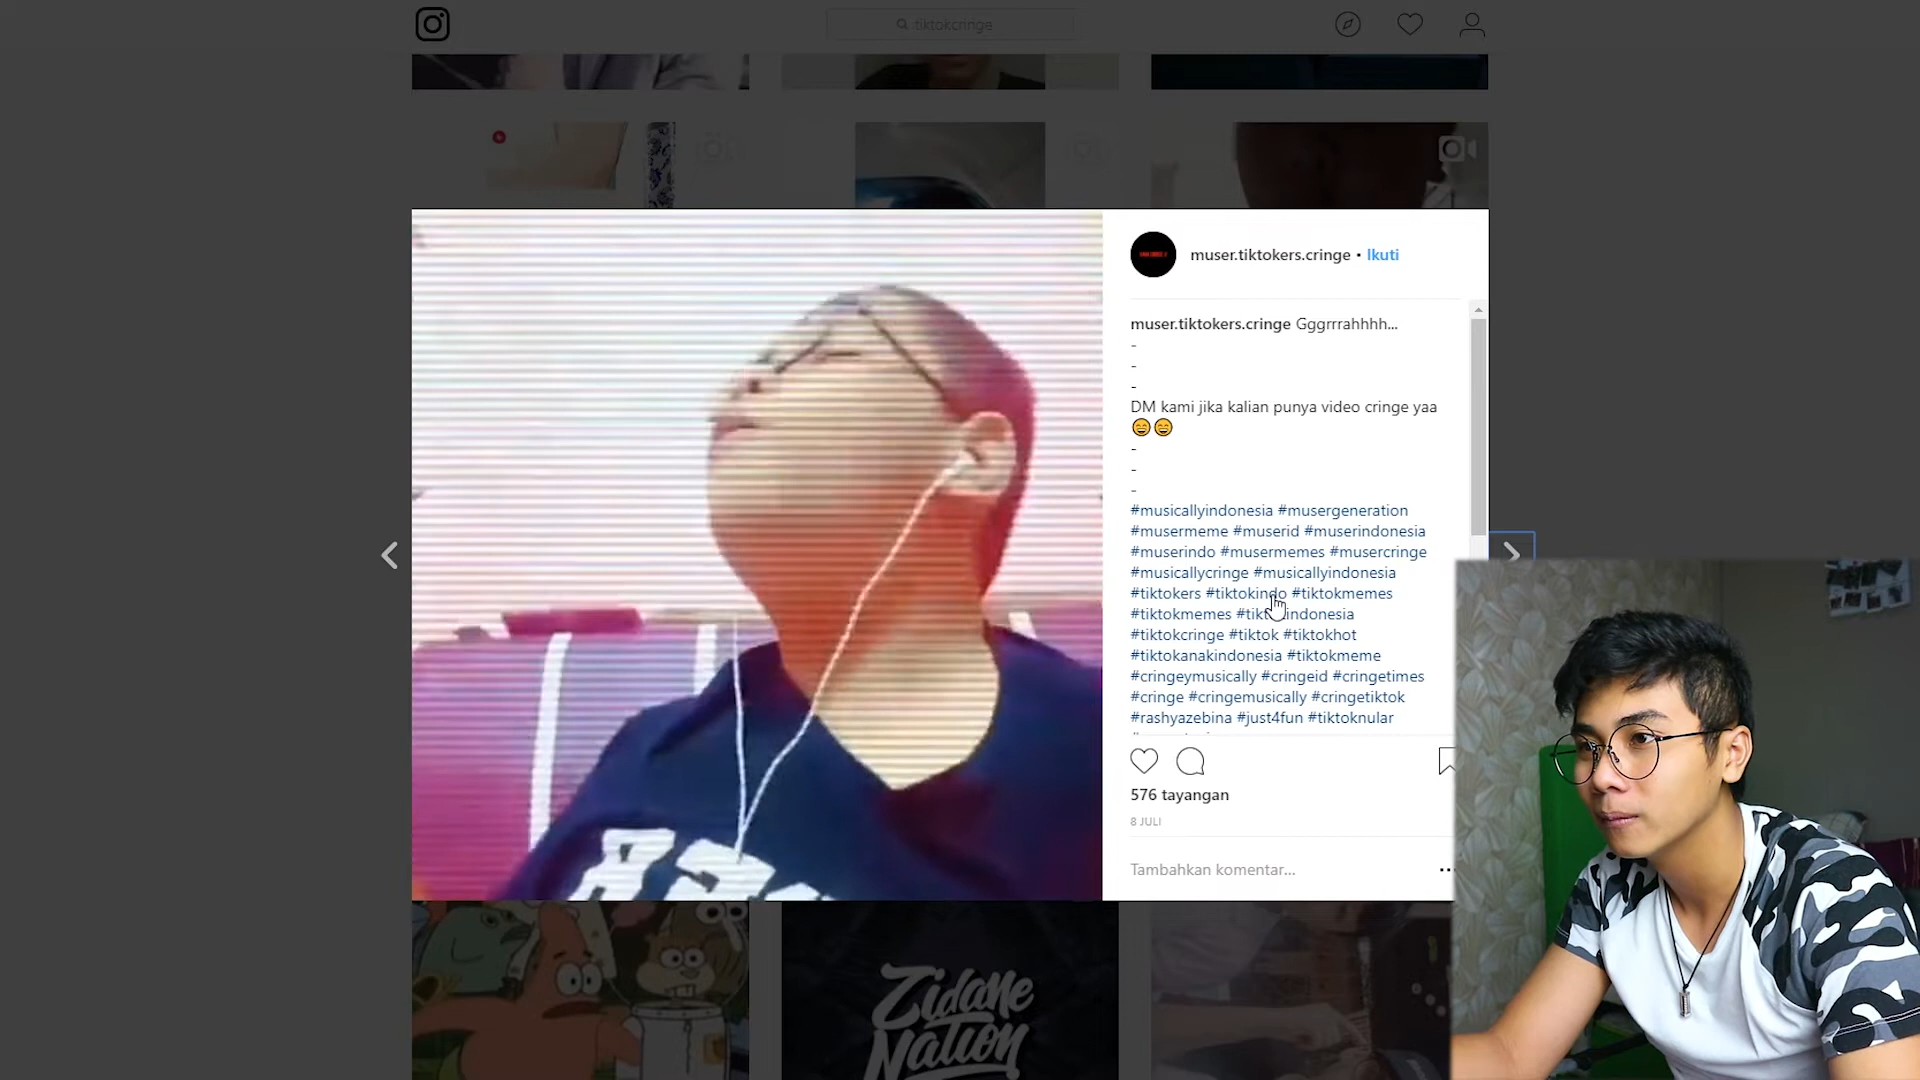 tiktokcringe
muser.tiktokers.cringe • Ikuti
muser.tiktokers.cringe Gggrrrahhhh...
-
-
-
DM kami jika kalian punya video cringe yaa
😄😄
-
-
-
#musicallyindonesia #musergeneration
#musermeme #muserid #muserindonesia
#muserindo #musermemes #musercringe
#musicallycringe #musicallyindonesia
#tiktokers #tiktokindo #tiktokmemes
#tiktokmemes
#tiktokcringe #tiktok #tiktokhot
#tiktokanakindonesia #tiktokmeme
#cringeymusically #cringeid #cringetimes
#cringe #cringemusically #cringetiktok
#rashyazebina #just4fun #tiktoknular
576 tayangan
8 JULI
Tambahkan komentar...
Zidane
Nation